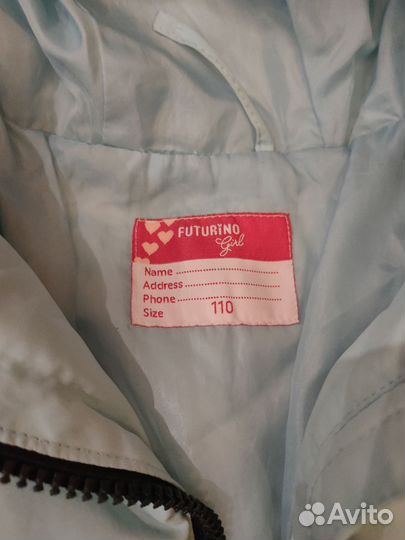 FUTURiNO
Girl
Name ........................
Address ........................
Phone ........................
Size 110
Avito